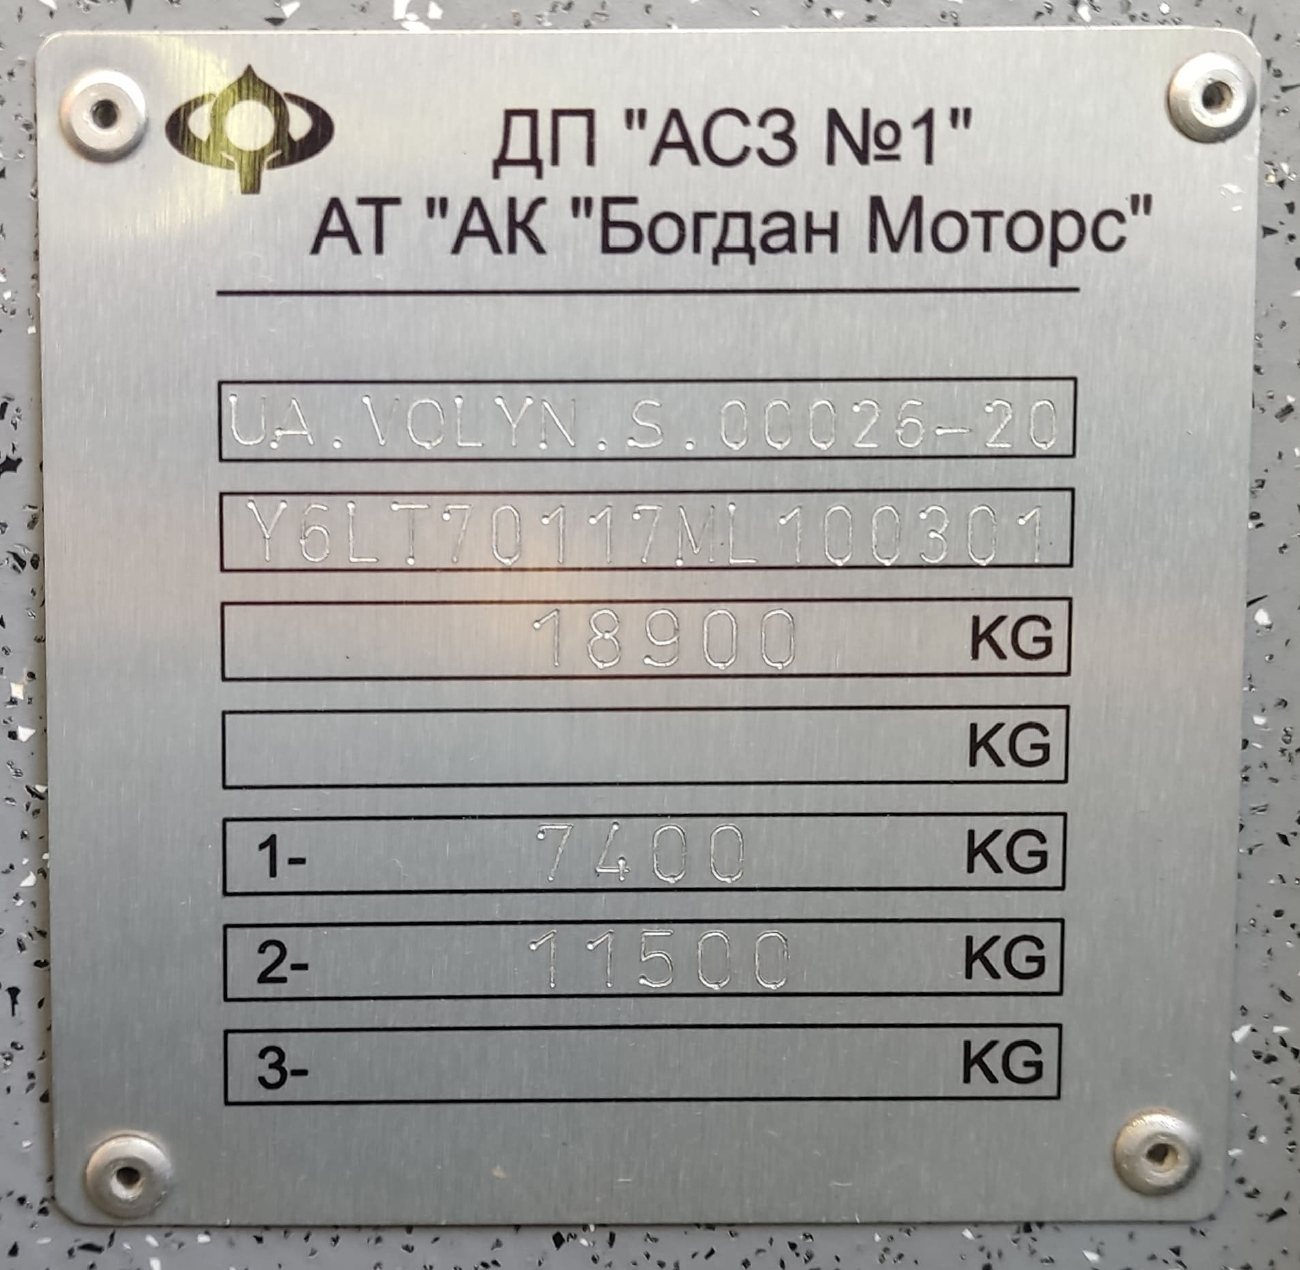 ДП "АСЗ №1"
АТ "АК "Богдан Моторс"
UA.VOLYN.S.00026-20
Y6LT70117ML100301
18900 KG
KG
1- 7400 KG
2- 11500 KG
3- KG